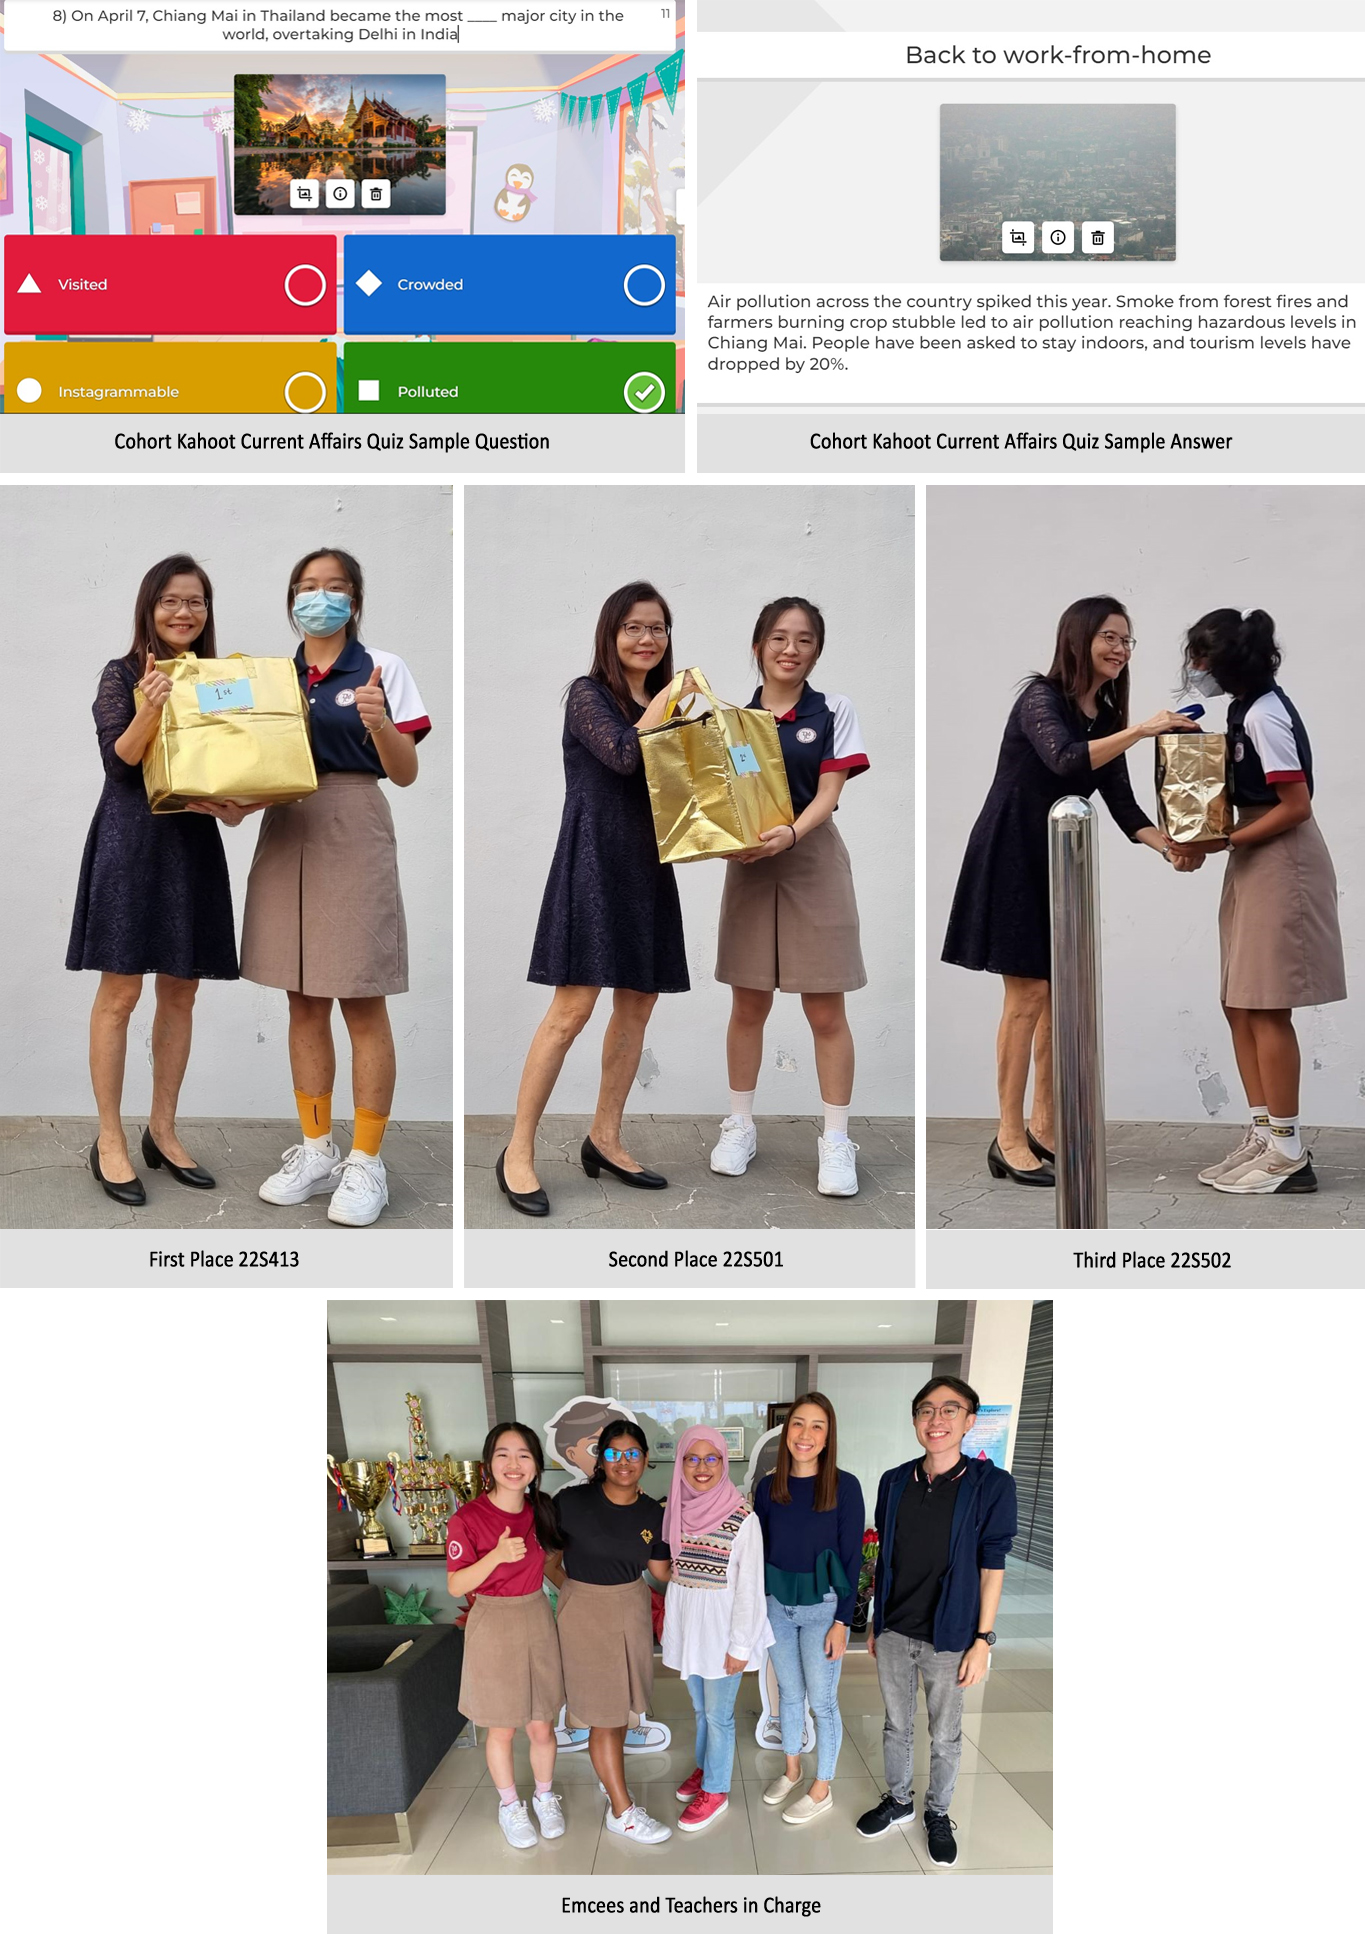 8) On April 7, Chiang Mai in Thailand became the most ____ major city in the
world, overtaking Delhi in India
11
Visited
Crowded
Instagrammable
Polluted
Cohort Kahoot Current Affairs Quiz Sample Question
Back to work-from-home
Air pollution across the country spiked this year. Smoke from forest fires and
farmers burning crop stubble led to air pollution reaching hazardous levels in
Chiang Mai. People have been asked to stay indoors, and tourism levels have
dropped by 20%.
Cohort Kahoot Current Affairs Quiz Sample Answer
1st
First Place 22S413
Second Place 22S501
Third Place 22S502
Emcees and Teachers in Charge